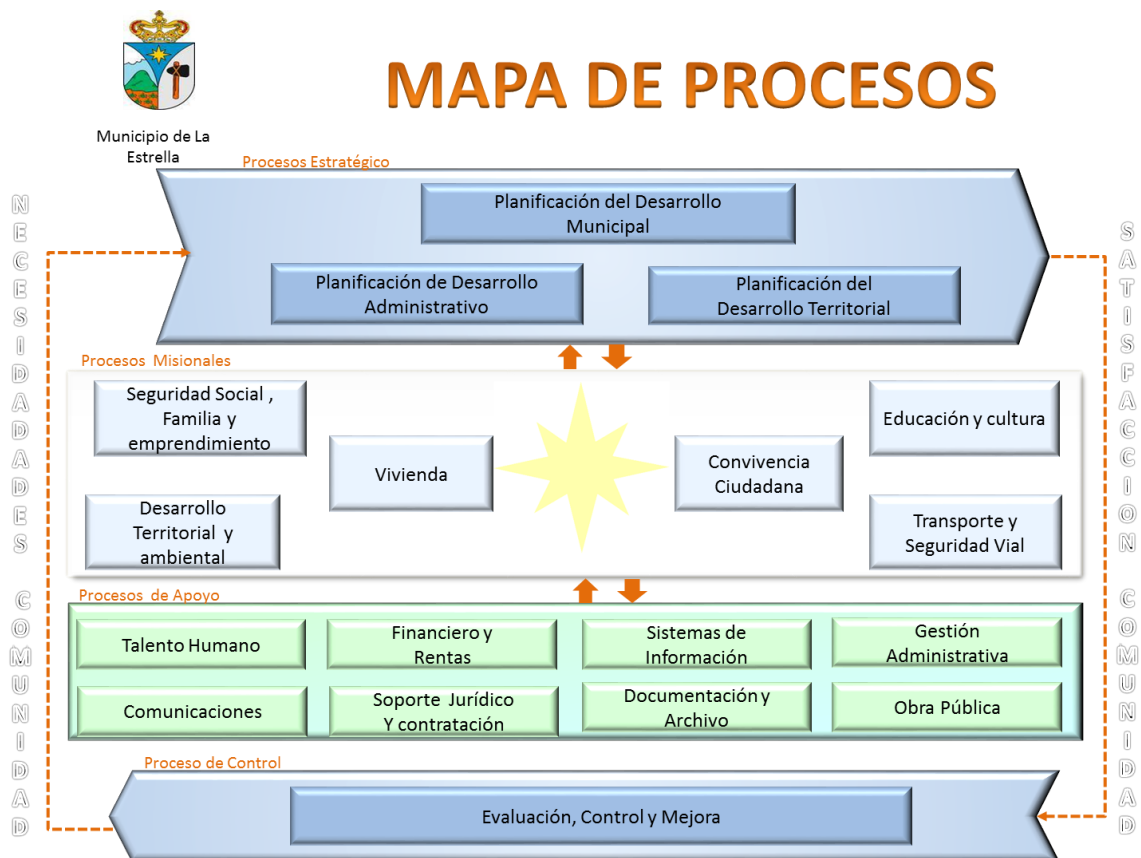 MAPA DE PROCESOS
Municipio de La
Estrella
Procesos Estratégico
Planificación del Desarrollo
Municipal
Planificación de Desarrollo
Administrativo
Planificación del
Desarrollo Territorial
Procesos Misionales
Seguridad Social ,
Familia y
emprendimiento
Vivienda
Desarrollo
Territorial y
ambiental
Convivencia
Ciudadana
Educación y cultura
Transporte y
Seguridad Vial
Procesos de Apoyo
Talento Humano
Financiero y
Rentas
Sistemas de
Información
Gestión
Administrativa
Comunicaciones
Soporte Jurídico
Y contratación
Documentación y
Archivo
Obra Pública
Proceso de Control
Evaluación, Control y Mejora
NECESIDADADES COMUNIDAD
SATISFACCION COMUNIDAD